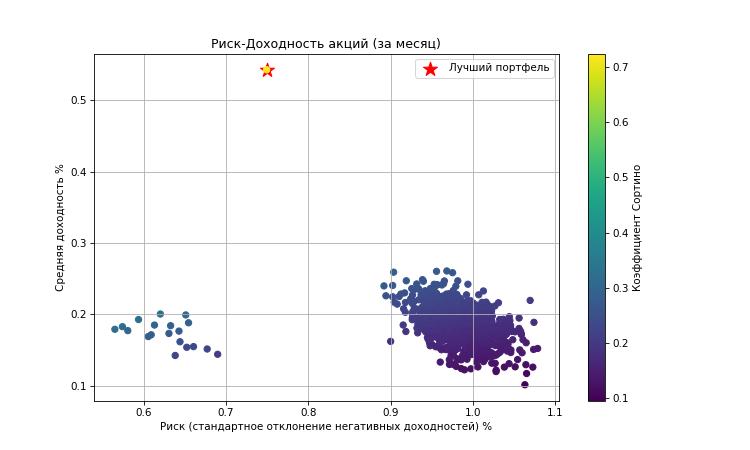 Риск-Доходность акций (за месяц)
Лучший портфель
Средняя доходность %
0.5
0.4
0.3
0.2
0.1
0.6 0.7 0.8 0.9 1.0 1.1
Риск (стандартное отклонение негативных доходностей) %
0.7
0.6
0.5
0.4
0.3
0.2
0.1
Коэффициент Сортино